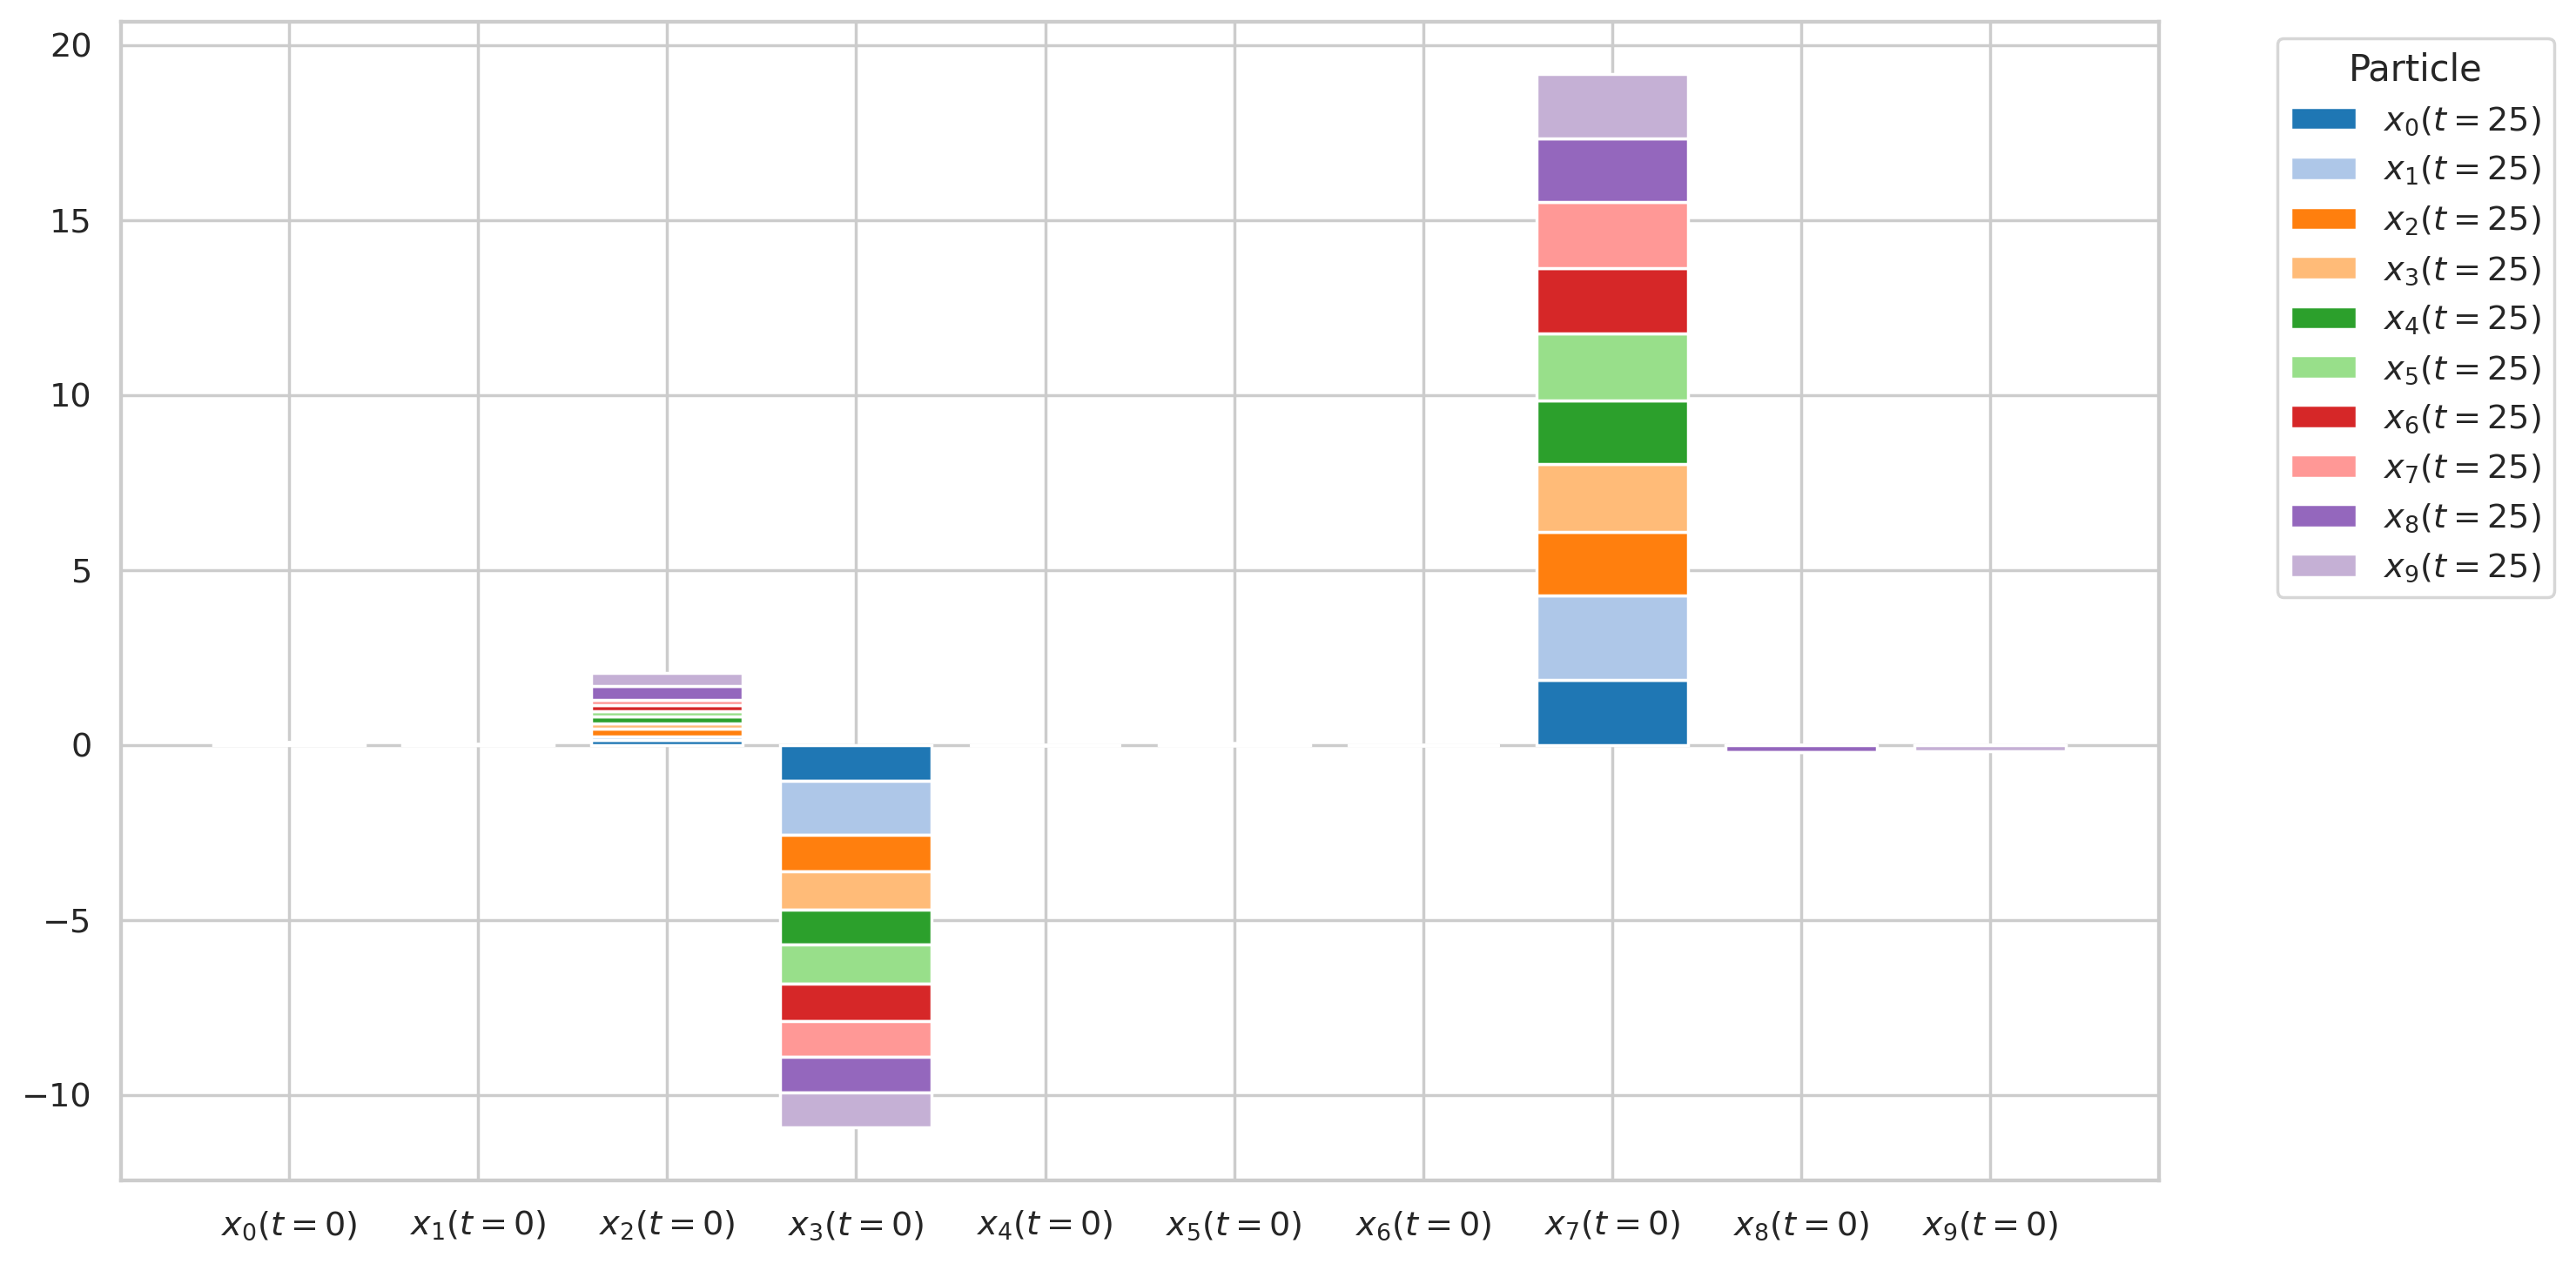 20
15
10
5
0
−5
−10
x₀(t = 0) x₁(t = 0) x₂(t = 0) x₃(t = 0) x₄(t = 0) x₅(t = 0) x₆(t = 0) x₇(t = 0) x₈(t = 0) x₉(t = 0)
Particle
x₀(t = 25)
x₁(t = 25)
x₂(t = 25)
x₃(t = 25)
x₄(t = 25)
x₅(t = 25)
x₆(t = 25)
x₇(t = 25)
x₈(t = 25)
x₉(t = 25)